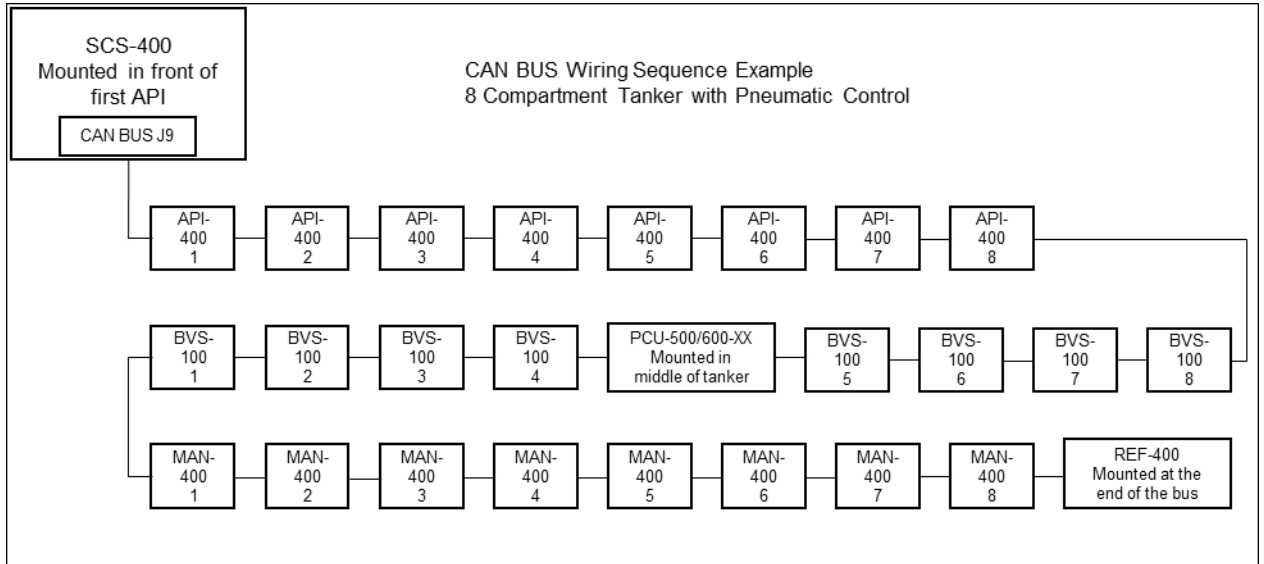 SCS-400
Mounted in front of
first API
CAN BUS J9
CAN BUS Wiring Sequence Example
8 Compartment Tanker with Pneumatic Control
API-
400
1
API-
400
2
API-
400
3
API-
400
4
API-
400
5
API-
400
6
API-
400
7
API-
400
8
BVS-
100
1
BVS-
100
2
BVS-
100
3
BVS-
100
4
PCU-500/600-XX
Mounted in
middle of tanker
BVS-
100
5
BVS-
100
6
BVS-
100
7
BVS-
100
8
MAN-
400
1
MAN-
400
2
MAN-
400
3
MAN-
400
4
MAN-
400
5
MAN-
400
6
MAN-
400
7
MAN-
400
8
REF-400
Mounted at the
end of the bus